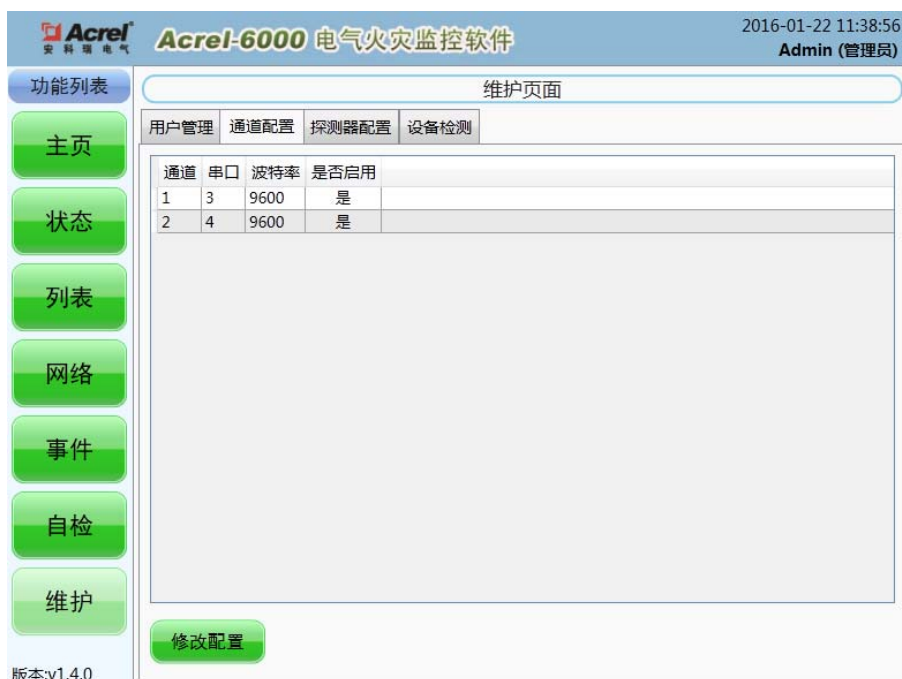 Acrel
安科瑞电气
Acrel-6000 电气火灾监控软件
2016-01-22 11:38:56
Admin (管理员)
功能列表
维护页面
用户管理 通道配置 探测器配置 设备检测
主页
状态
列表
网络
事件
自检
维护
通道 串口 波特率 是否启用
1 3 9600 是
2 4 9600 是
修改配置
版本:v1.4.0